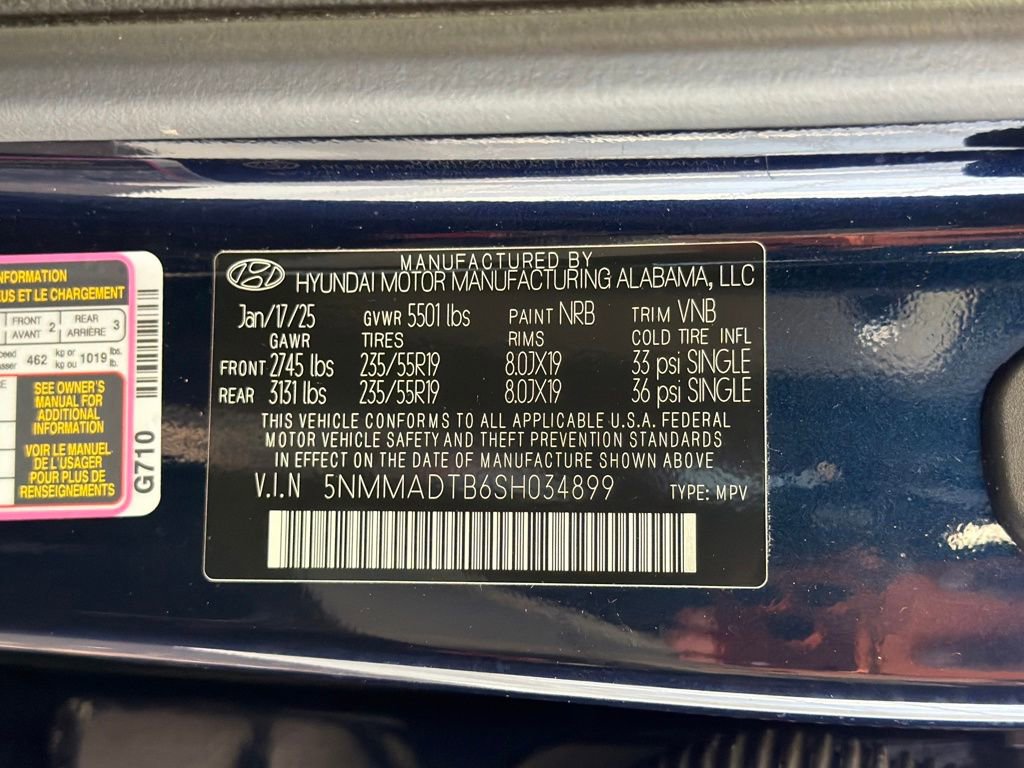 NFORMATION
EUS ET LE CHARGEMENT
FRONT AVANT 2 REAR ARRIÈRE 3
462 kg or kg ou 1019 lbs. lb.
SEE OWNER'S
MANUAL FOR
ADDITIONAL
INFORMATION
VOIR LE MANUEL
DE L'USAGER
POUR PLUS DE
RENSEIGNEMENTS
G710
MANUFACTURED BY
HYUNDAI MOTOR MANUFACTURING ALABAMA, LLC
Jan/17/25 GVWR 5501 lbs PAINT NRB TRIM VNB
GAWR TIRES RIMS COLD TIRE INFL
FRONT 2745 lbs 235/55R19 8.0JX19 33 psi SINGLE
REAR 3131 lbs 235/55R19 8.0JX19 36 psi SINGLE
THIS VEHICLE CONFORMS TO ALL APPLICABLE U.S.A. FEDERAL
MOTOR VEHICLE SAFETY AND THEFT PREVENTION STANDARDS
IN EFFECT ON THE DATE OF MANUFACTURE SHOWN ABOVE
V.I.N 5NMMADTB6SH034899 TYPE: MPV